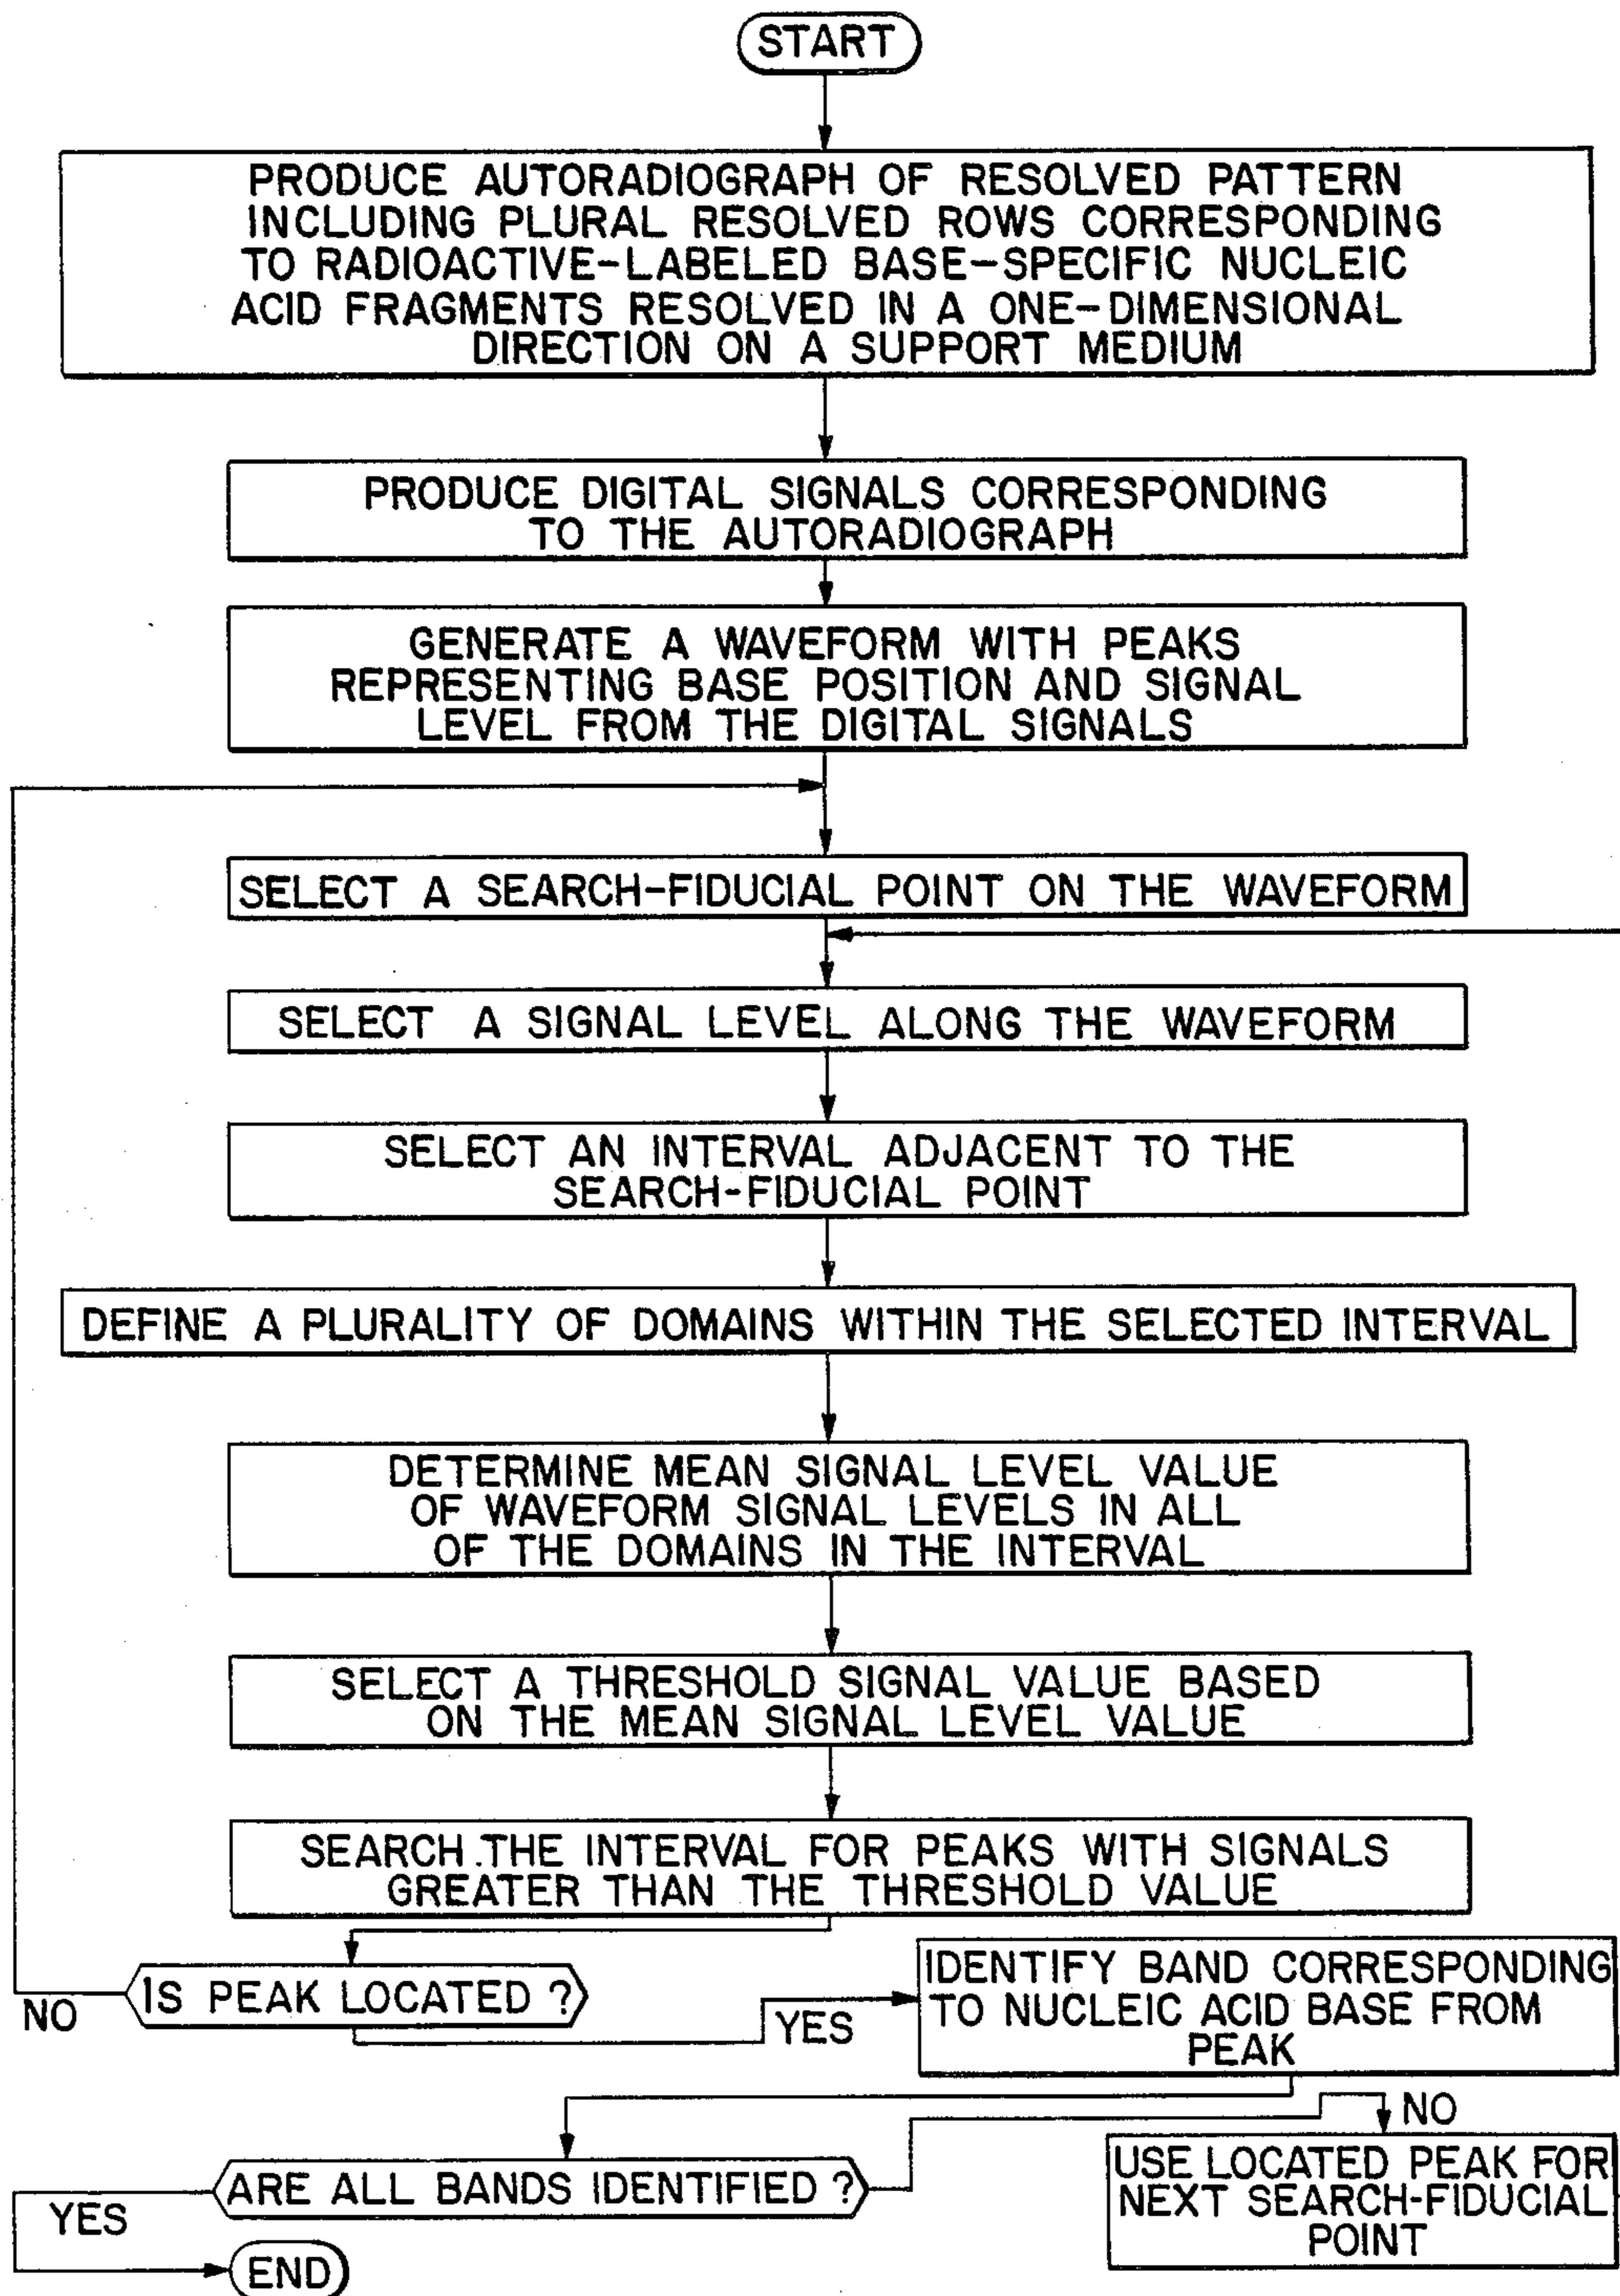 START
PRODUCE AUTORADIOGRAPH OF RESOLVED PATTERN
INCLUDING PLURAL RESOLVED ROWS CORRESPONDING
TO RADIOACTIVE-LABELED BASE-SPECIFIC NUCLEIC
ACID FRAGMENTS RESOLVED IN A ONE-DIMENSIONAL
DIRECTION ON A SUPPORT MEDIUM
PRODUCE DIGITAL SIGNALS CORRESPONDING
TO THE AUTORADIOGRAPH
GENERATE A WAVEFORM WITH PEAKS
REPRESENTING BASE POSITION AND SIGNAL
LEVEL FROM THE DIGITAL SIGNALS
SELECT A SEARCH-FIDUCIAL POINT ON THE WAVEFORM
SELECT A SIGNAL LEVEL ALONG THE WAVEFORM
SELECT AN INTERVAL ADJACENT TO THE
SEARCH-FIDUCIAL POINT
DEFINE A PLURALITY OF DOMAINS WITHIN THE SELECTED INTERVAL
DETERMINE MEAN SIGNAL LEVEL VALUE
OF WAVEFORM SIGNAL LEVELS IN ALL
OF THE DOMAINS IN THE INTERVAL
SELECT A THRESHOLD SIGNAL VALUE BASED
ON THE MEAN SIGNAL LEVEL VALUE
SEARCH THE INTERVAL FOR PEAKS WITH SIGNALS
GREATER THAN THE THRESHOLD VALUE
IS PEAK LOCATED ?
NO
YES
IDENTIFY BAND CORRESPONDING
TO NUCLEIC ACID BASE FROM
PEAK
ARE ALL BANDS IDENTIFIED ?
NO
USE LOCATED PEAK FOR
NEXT SEARCH-FIDUCIAL
POINT
YES
END